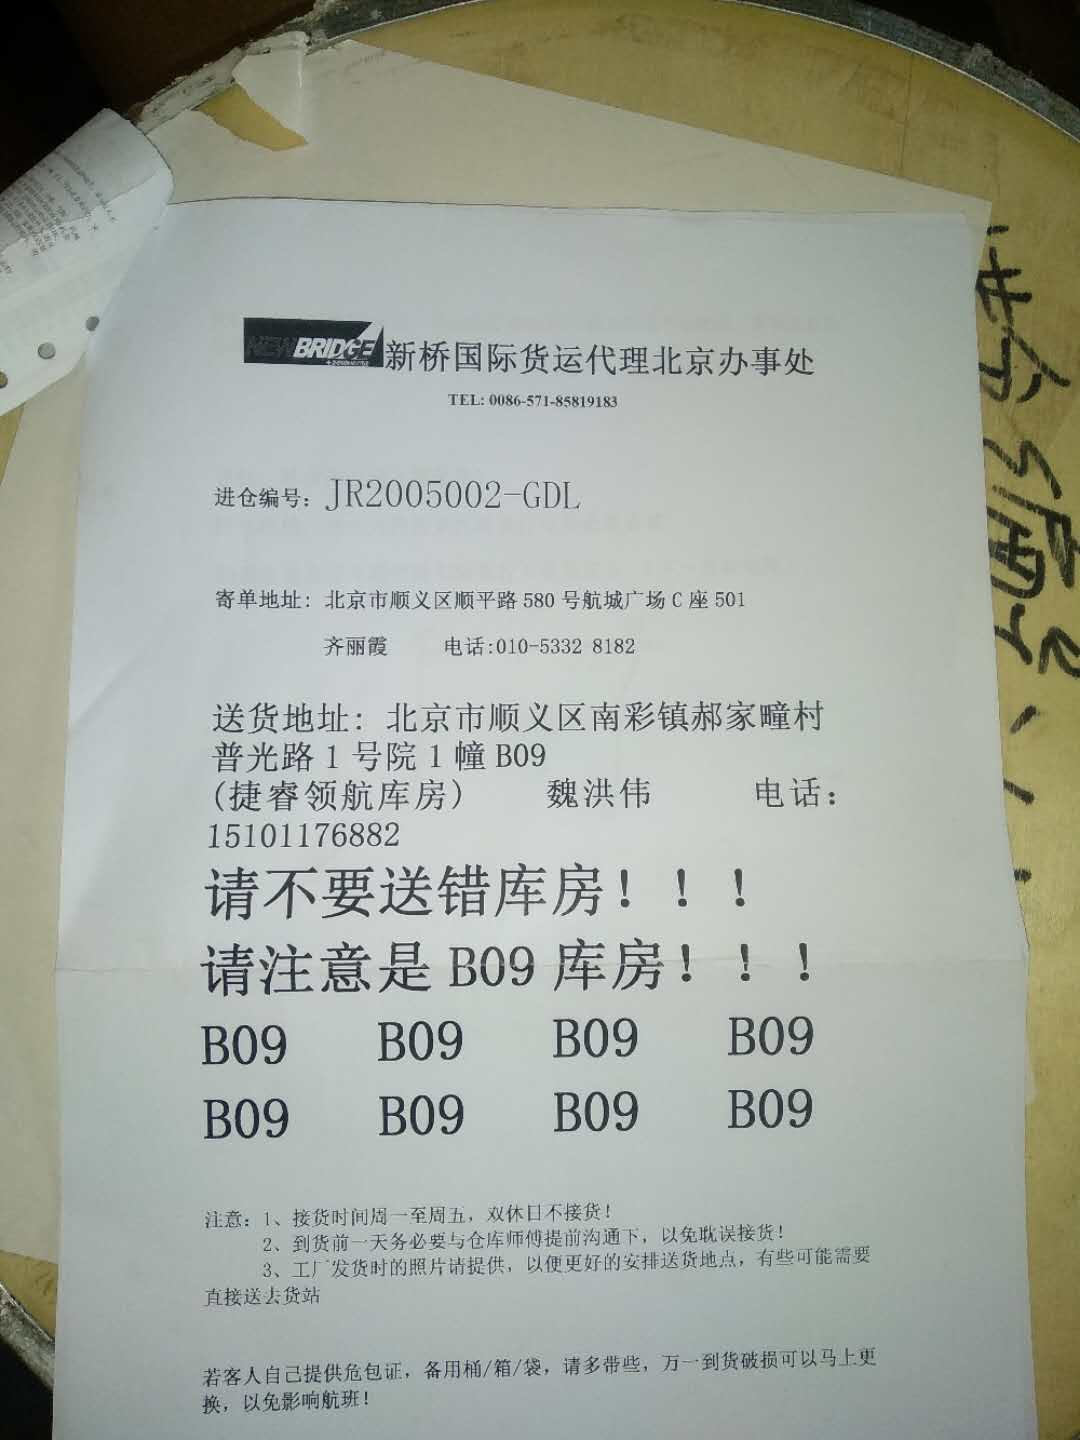 NEWBRIDGE
新桥国际货运代理北京办事处
TEL: 0086-571-85819183
进仓编号：JR2005002-GDL
寄单地址：北京市顺义区顺平路 580 号航城广场 C 座 501
齐丽霞 电话:010-5332 8182
送货地址：北京市顺义区南彩镇郝家疃村
普光路 1 号院 1 幢 B09
(捷睿领航库房) 魏洪伟 电话：
15101176882
请不要送错库房！！！
请注意是 B09 库房！！！
B09 B09 B09 B09
B09 B09 B09 B09
注意：1、接货时间周一至周五，双休日不接货！
2、到货前一天务必要与仓库师傅提前沟通下，以免耽误接货！
3、工厂发货时的照片请提供，以便更好的安排送货地点，有些可能需要
直接送去货站
若客人自己提供危包证，备用桶/箱/袋，请多带些，万一到货破损可以马上更
换，以免影响航班！